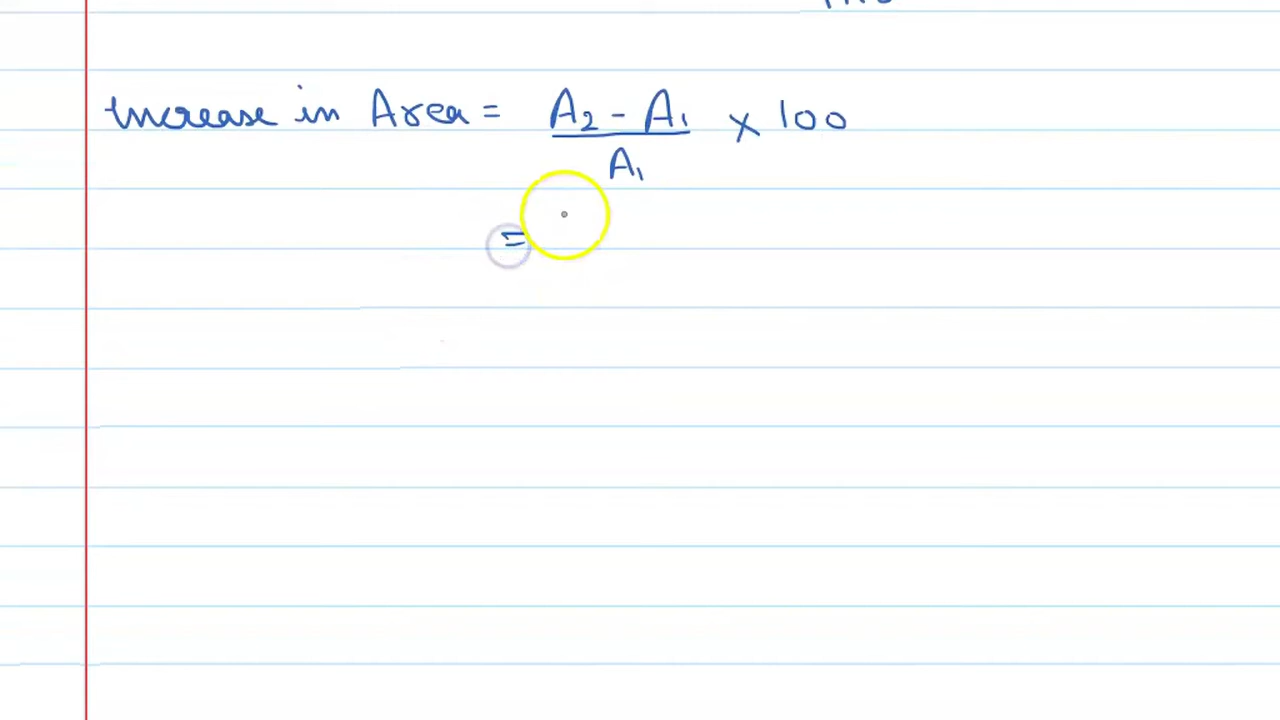 Increase in Area = A₂ - A₁ × 100
A₁
=